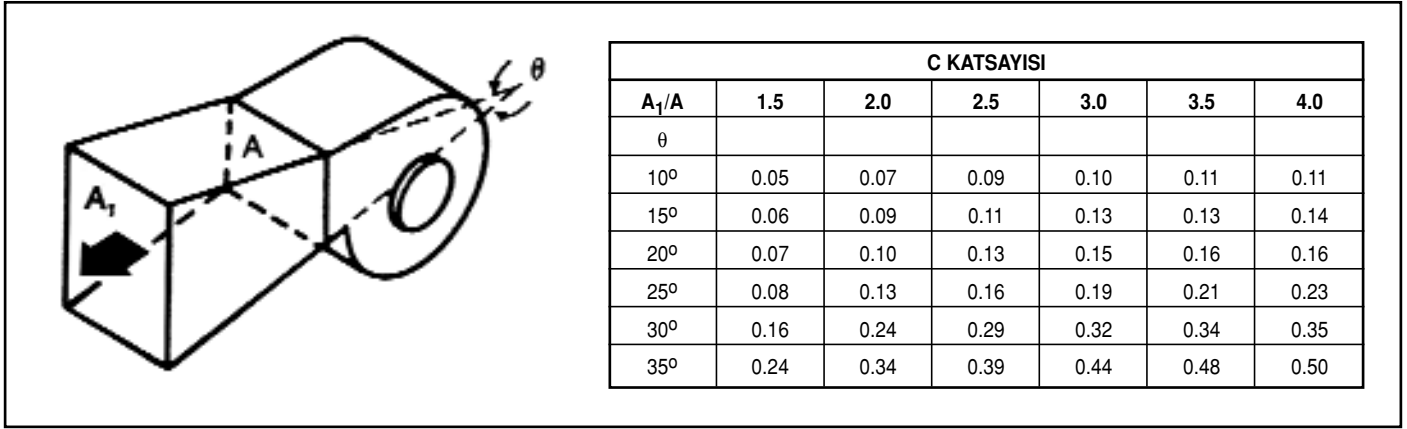 θ
A
A₁
C KATSAYISI
A₁/A 1.5 2.0 2.5 3.0 3.5 4.0
θ
10º 0.05 0.07 0.09 0.10 0.11 0.11
15º 0.06 0.09 0.11 0.13 0.13 0.14
20º 0.07 0.10 0.13 0.15 0.16 0.16
25º 0.08 0.13 0.16 0.19 0.21 0.23
30º 0.16 0.24 0.29 0.32 0.34 0.35
35º 0.24 0.34 0.39 0.44 0.48 0.50